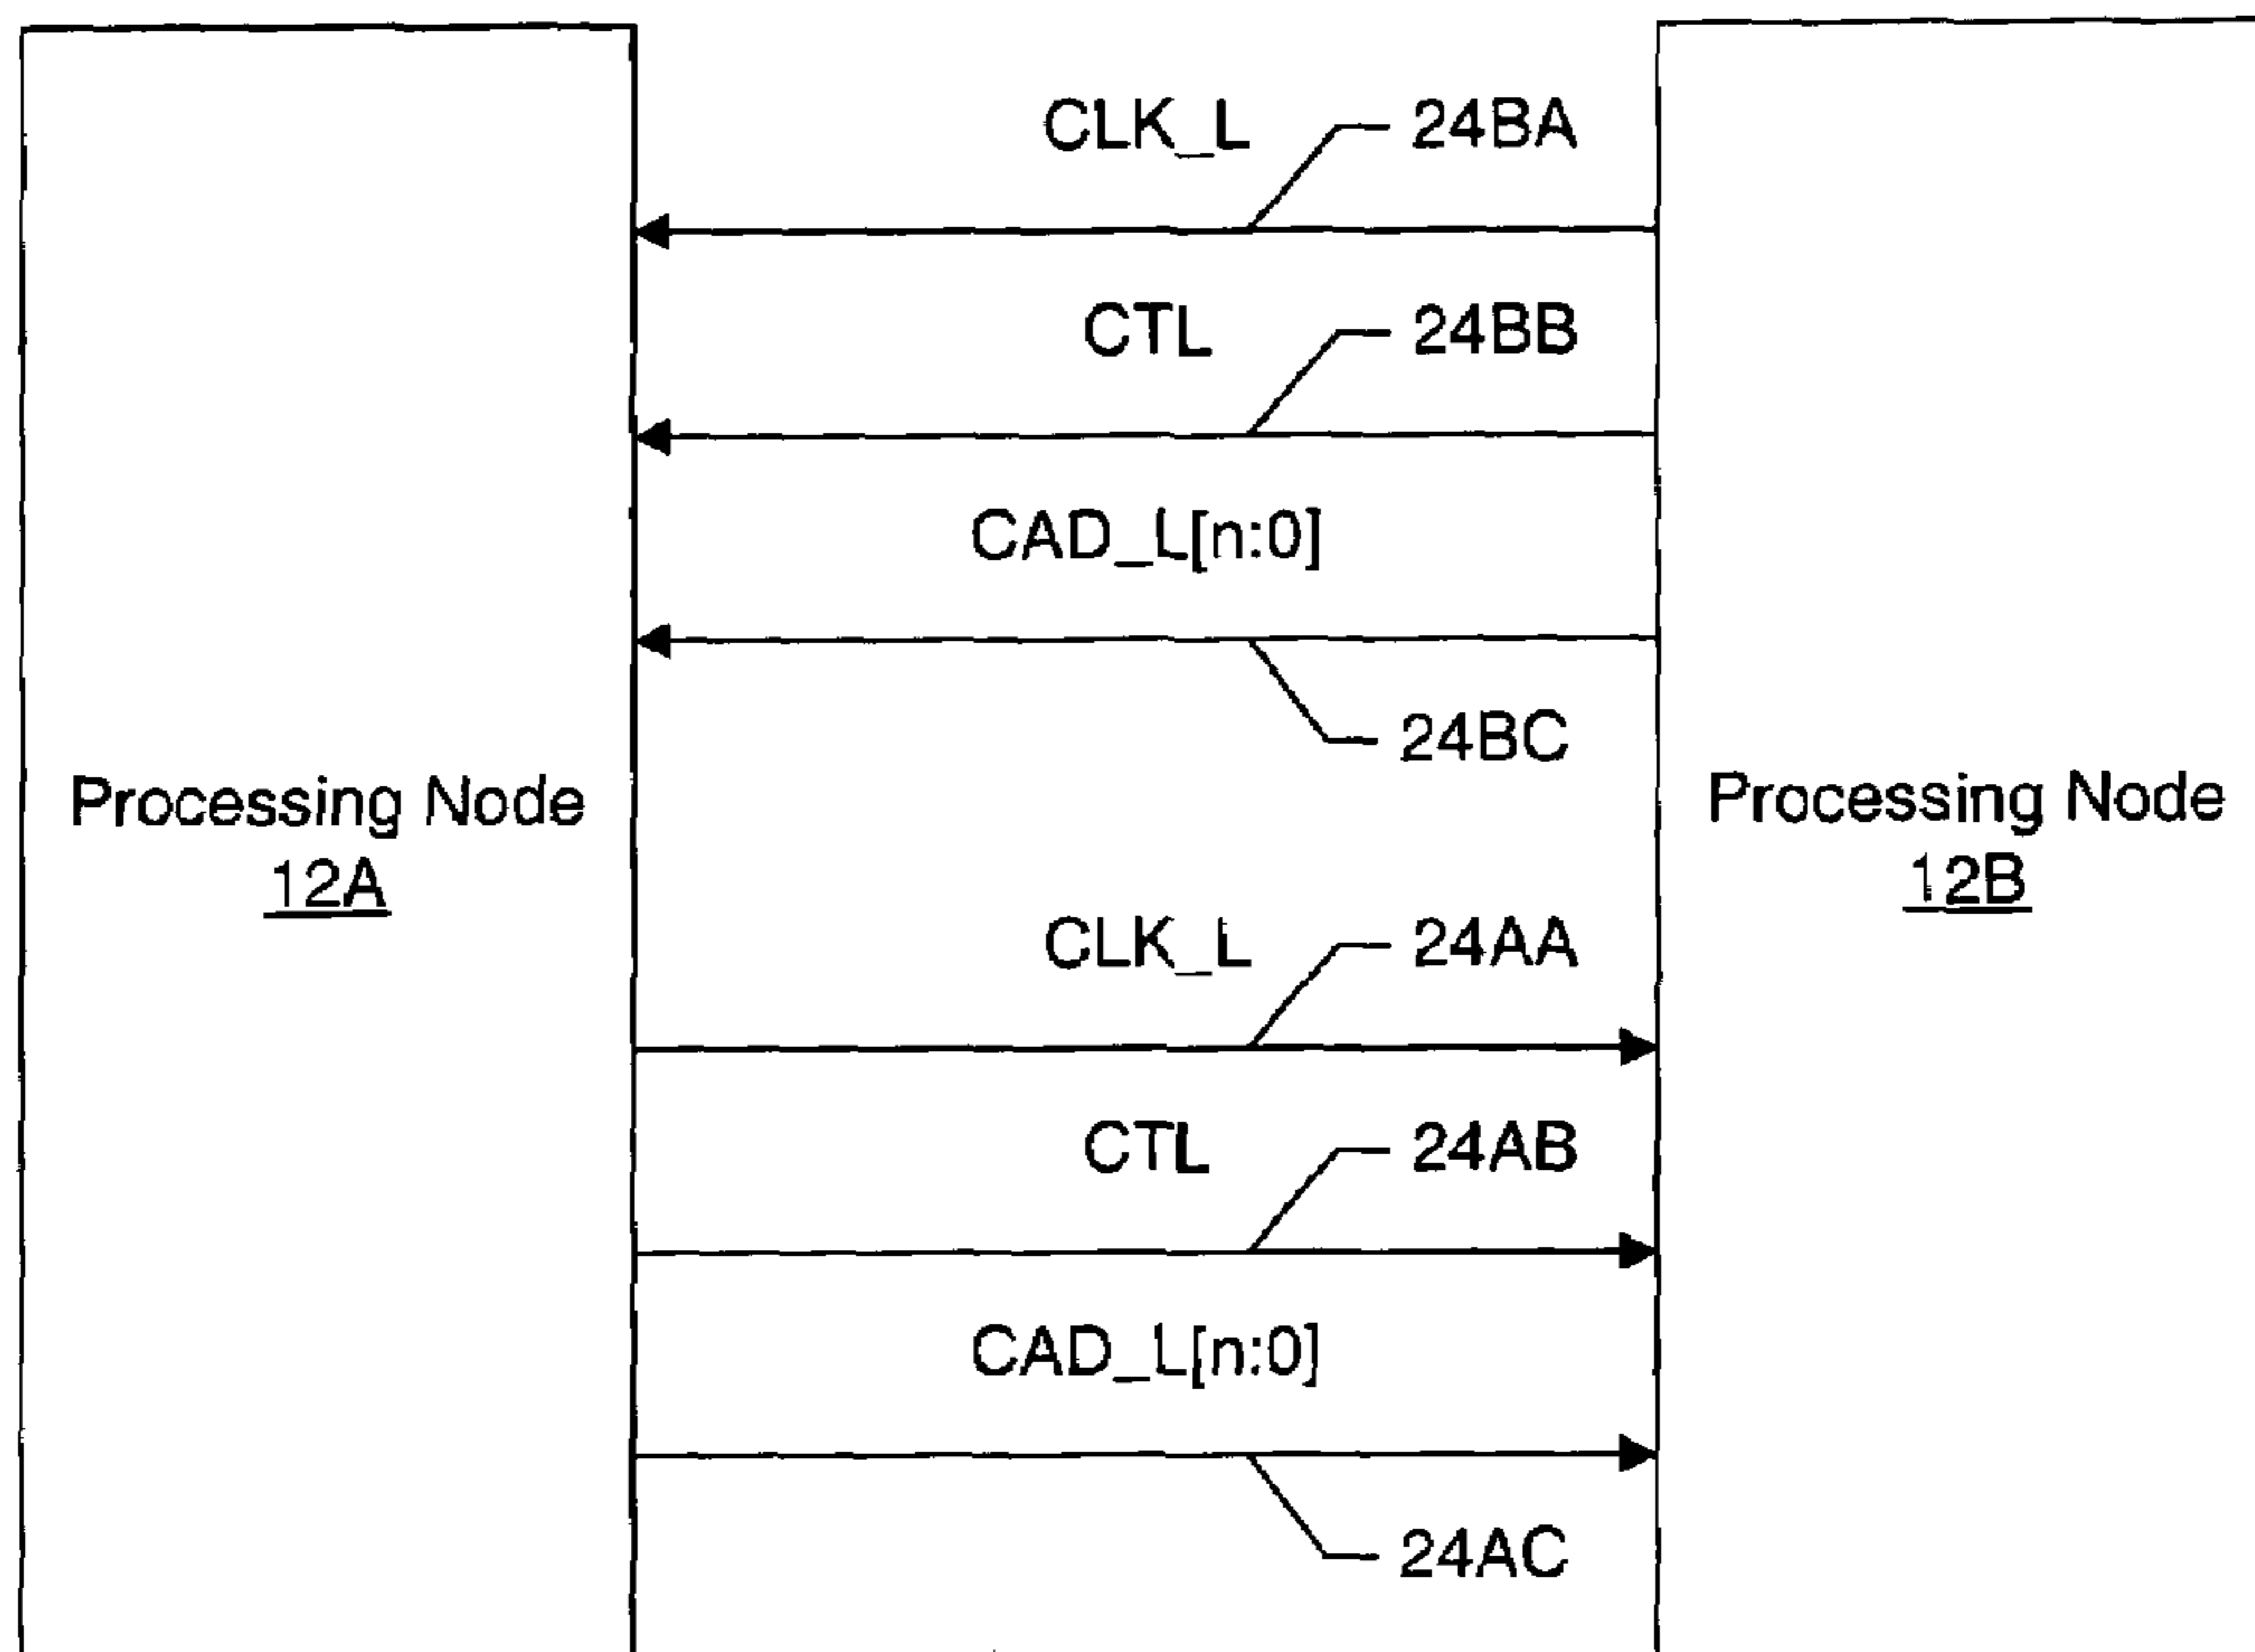 CLK_L
24BA
CTL
24BB
CAD_L[n:0]
24BC
Processing Node
12A
Processing Node
12B
CLK_L
24AA
CTL
24AB
CAD_L[n:0]
24AC